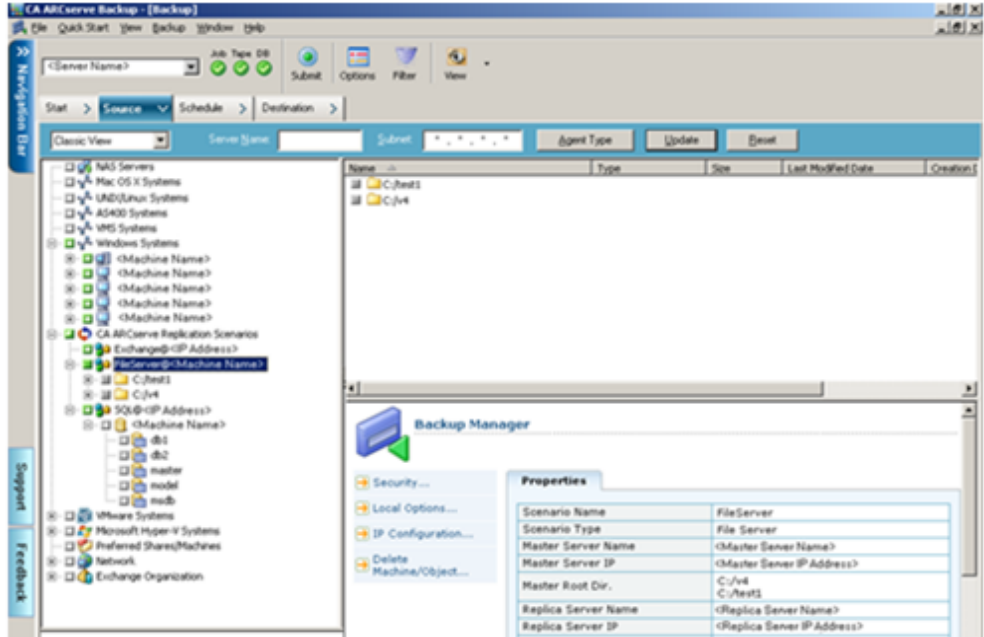 CA ARCserve Backup - [Backup]
File Quick Start View Backup Window Help
Navigation Bar
<Server Name>
Job Tape DB
Submit Options Filter View
Start > Source Schedule > Destination >
Classic View Server Name: Subnet: *.*.*.* Agent Type Update Reset
NAS Servers
Mac OS X Systems
UNIX/Linux Systems
AS400 Systems
VMS Systems
Windows Systems
<Machine Name>
<Machine Name>
<Machine Name>
<Machine Name>
<Machine Name>
CA ARCserve Replication Scenarios
Exchange@<IP Address>
FileServer@<Machine Name>
C:/test1
C:/v4
SQL@<IP Address>
<Machine Name>
db1
db2
master
model
msdb
VMware Systems
Microsoft Hyper-V Systems
Preferred Shares/Machines
Network
Exchange Organization
Support
Feedback
Name Type Size Last Modified Date Creation
C:/test1
C:/v4
Backup Manager
Security...
Local Options...
IP Configuration...
Delete
Machine/Object...
Properties
Scenario Name FileServer
Scenario Type File Server
Master Server Name <Master Server Name>
Master Server IP <Master Server IP Address>
Master Root Dir. C:/v4
C:/test1
Replica Server Name <Replica Server Name>
Replica Server IP <Replica Server IP Address>